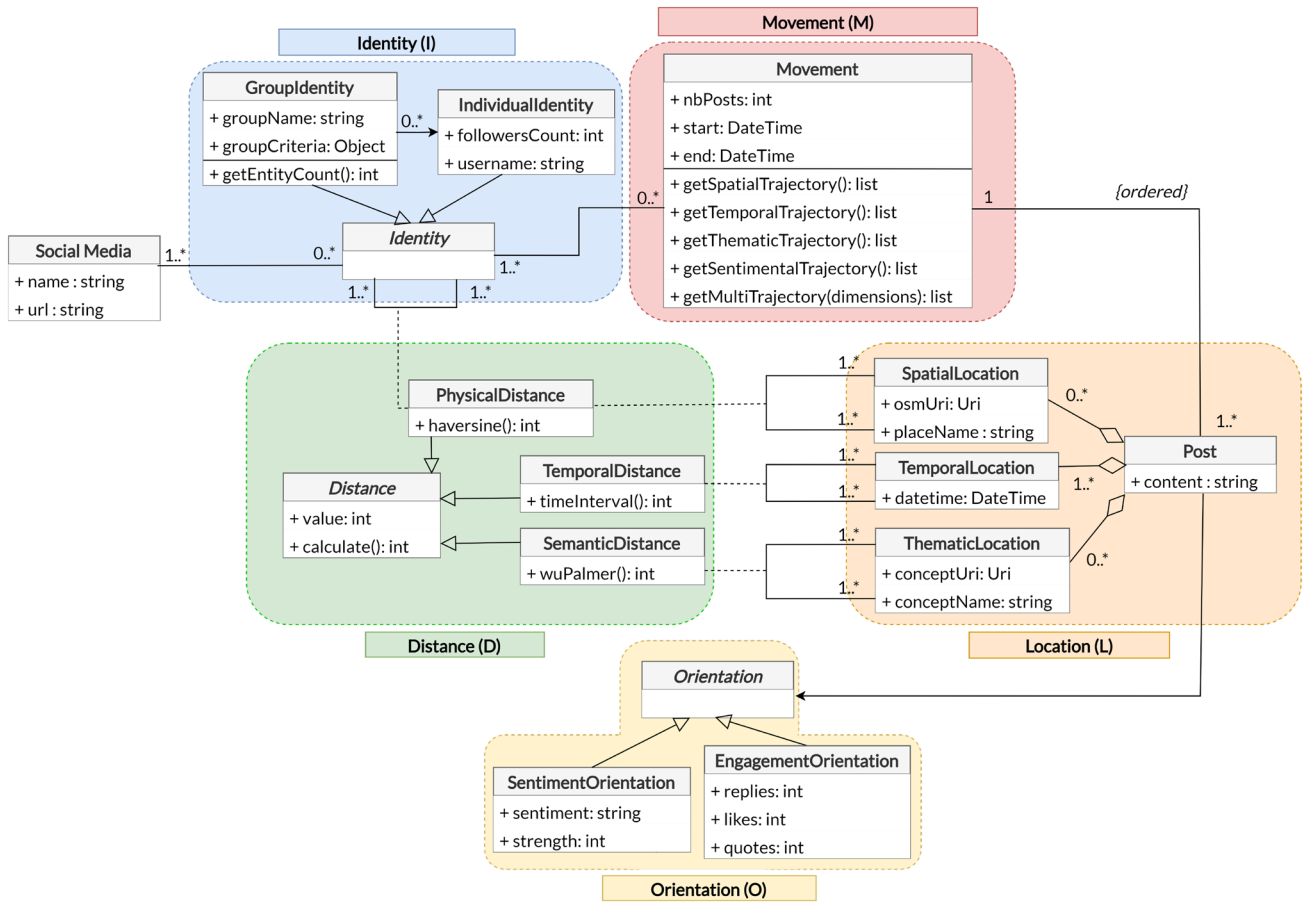 Movement (M)
Identity (I)
Movement
+ nbPosts: int
+ start: DateTime
+ end: DateTime
+ getSpatialTrajectory(): list
+ getTemporalTrajectory(): list
+ getThematicTrajectory(): list
+ getSentimentalTrajectory(): list
+ getMultiTrajectory(dimensions): list
GroupIdentity
+ groupName: string
+ groupCriteria: Object
+ getEntityCount(): int
0..*
IndividualIdentity
+ followersCount: int
+ username: string
0..*
1
{ordered}
Identity
Social Media
+ name : string
+ url : string
1..*
0..*
1..*
1..*
1..*
PhysicalDistance
+ haversine(): int
Distance
+ value: int
+ calculate(): int
TemporalDistance
+ timeInterval(): int
SemanticDistance
+ wuPalmer(): int
Distance (D)
1..*
1..*
1..*
1..*
1..*
1..*
SpatialLocation
+ osmUri: Uri
+ placeName : string
0..*
TemporalLocation
+ datetime: DateTime
1..*
ThematicLocation
+ conceptUri: Uri
+ conceptName: string
0..*
1..*
Post
+ content : string
Location (L)
Orientation
SentimentOrientation
+ sentiment: string
+ strength: int
EngagementOrientation
+ replies: int
+ likes: int
+ quotes: int
Orientation (O)